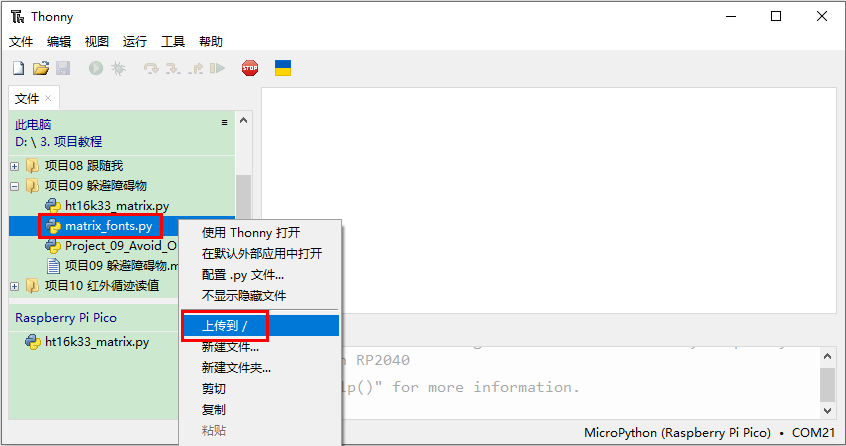 Thonny
文件 编辑 视图 运行 工具 帮助
STOP
文件 ×
此电脑
D: \ 3. 项目教程
项目08 跟随我
项目09 躲避障碍物
ht16k33_matrix.py
matrix_fonts.py
Project_09_Avoid_O
项目09 躲避障碍物.m
项目10 红外循迹读值
Raspberry Pi Pico
ht16k33_matrix.py
使用 Thonny 打开
在默认外部应用中打开
配置 .py 文件...
不显示隐藏文件
上传到 /
新建文件...
新建文件夹...
剪切
复制
粘贴
RP2040
lp()" for more information.
MicroPython (Raspberry Pi Pico) • COM21